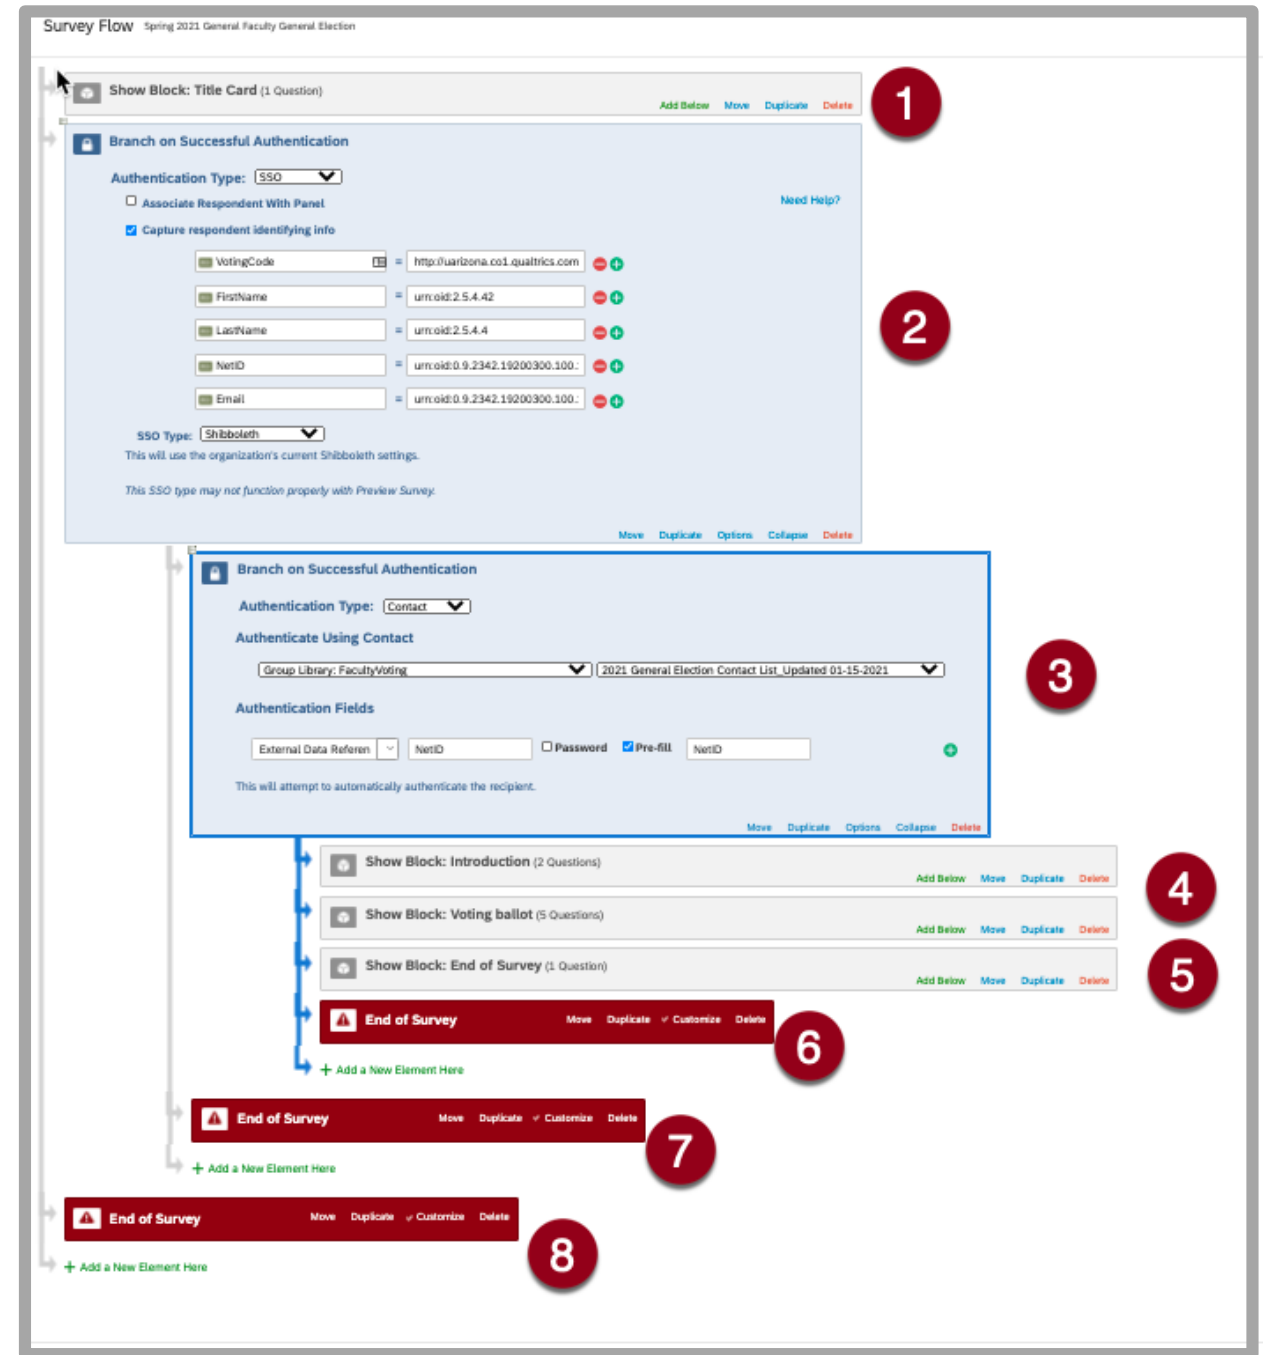 Survey Flow Spring 2021 General Faculty General Election
Show Block: Title Card (1 Question)
Add Below Move Duplicate Delete
1
Branch on Successful Authentication
Authentication Type: SSO
Associate Respondent With Panel
Need Help?
Capture respondent identifying info
VotingCode = http://uarizona.co1.qualtrics.com
FirstName = urn:oid:2.5.4.42
LastName = urn:oid:2.5.4.4
2
NetID = urn:oid:0.9.2342.19200300.100.:
Email = urn:oid:0.9.2342.19200300.100.:
SSO Type: Shibboleth
This will use the organization's current Shibboleth settings.
This SSO type may not function properly with Preview Survey.
Move Duplicate Options Collapse Delete
Branch on Successful Authentication
Authentication Type: Contact
Authenticate Using Contact
Group Library: FacultyVoting 2021 General Election Contact List_Updated 01-15-2021
3
Authentication Fields
External Data Referen NetID Password Pre-fill NetID
This will attempt to automatically authenticate the recipient.
Move Duplicate Options Collapse Delete
Show Block: Introduction (2 Questions)
Add Below Move Duplicate Delete
4
Show Block: Voting ballot (5 Questions)
Add Below Move Duplicate Delete
Show Block: End of Survey (1 Question)
Add Below Move Duplicate Delete
5
End of Survey Move Duplicate Customize Delete
6
+ Add a New Element Here
End of Survey Move Duplicate Customize Delete
7
+ Add a New Element Here
End of Survey Move Duplicate Customize Delete
8
+ Add a New Element Here